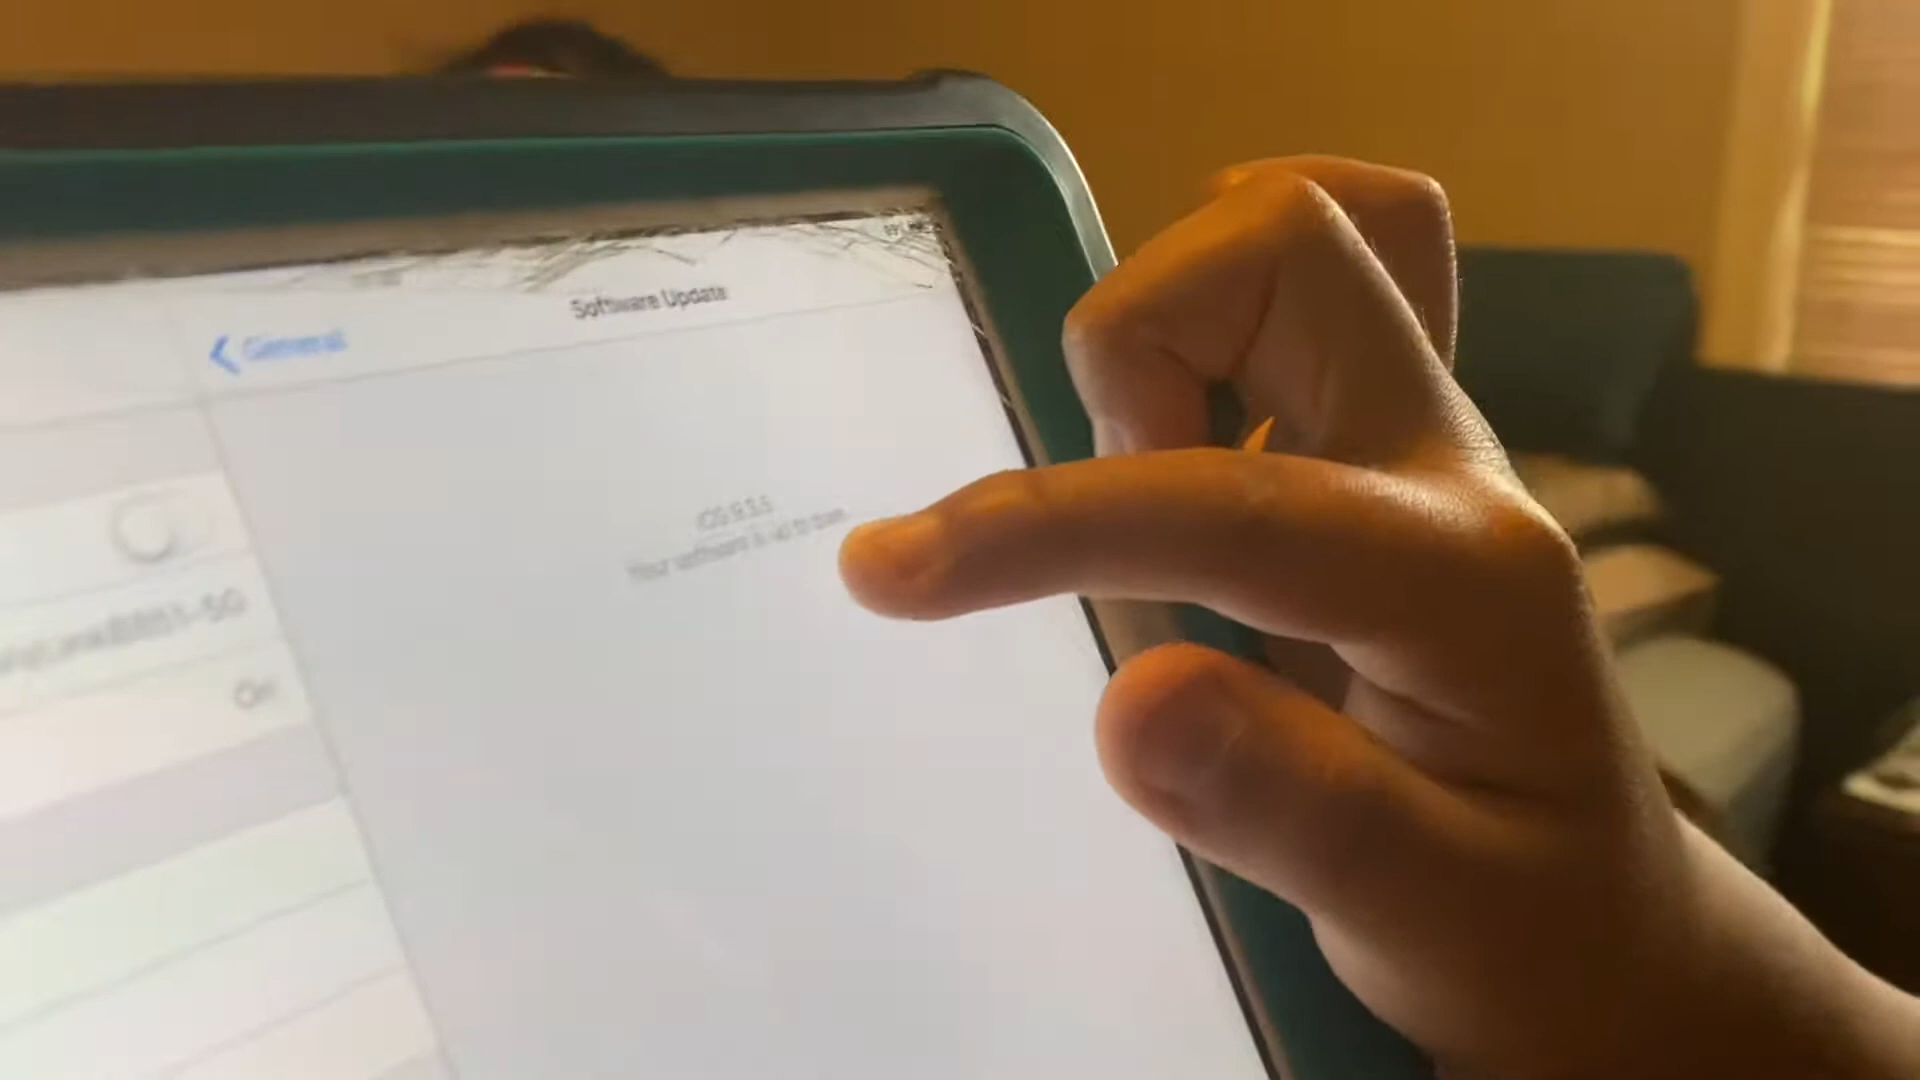 Software Update
General
iOS 9.3.5
Your software is up to date.
On